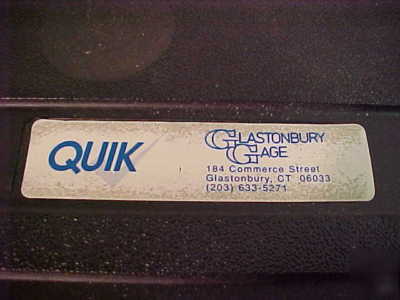 QUIK
GLASTONBURY
GAGE
184 Commerce Street
Glastonbury, CT 06033
(203) 633-5271